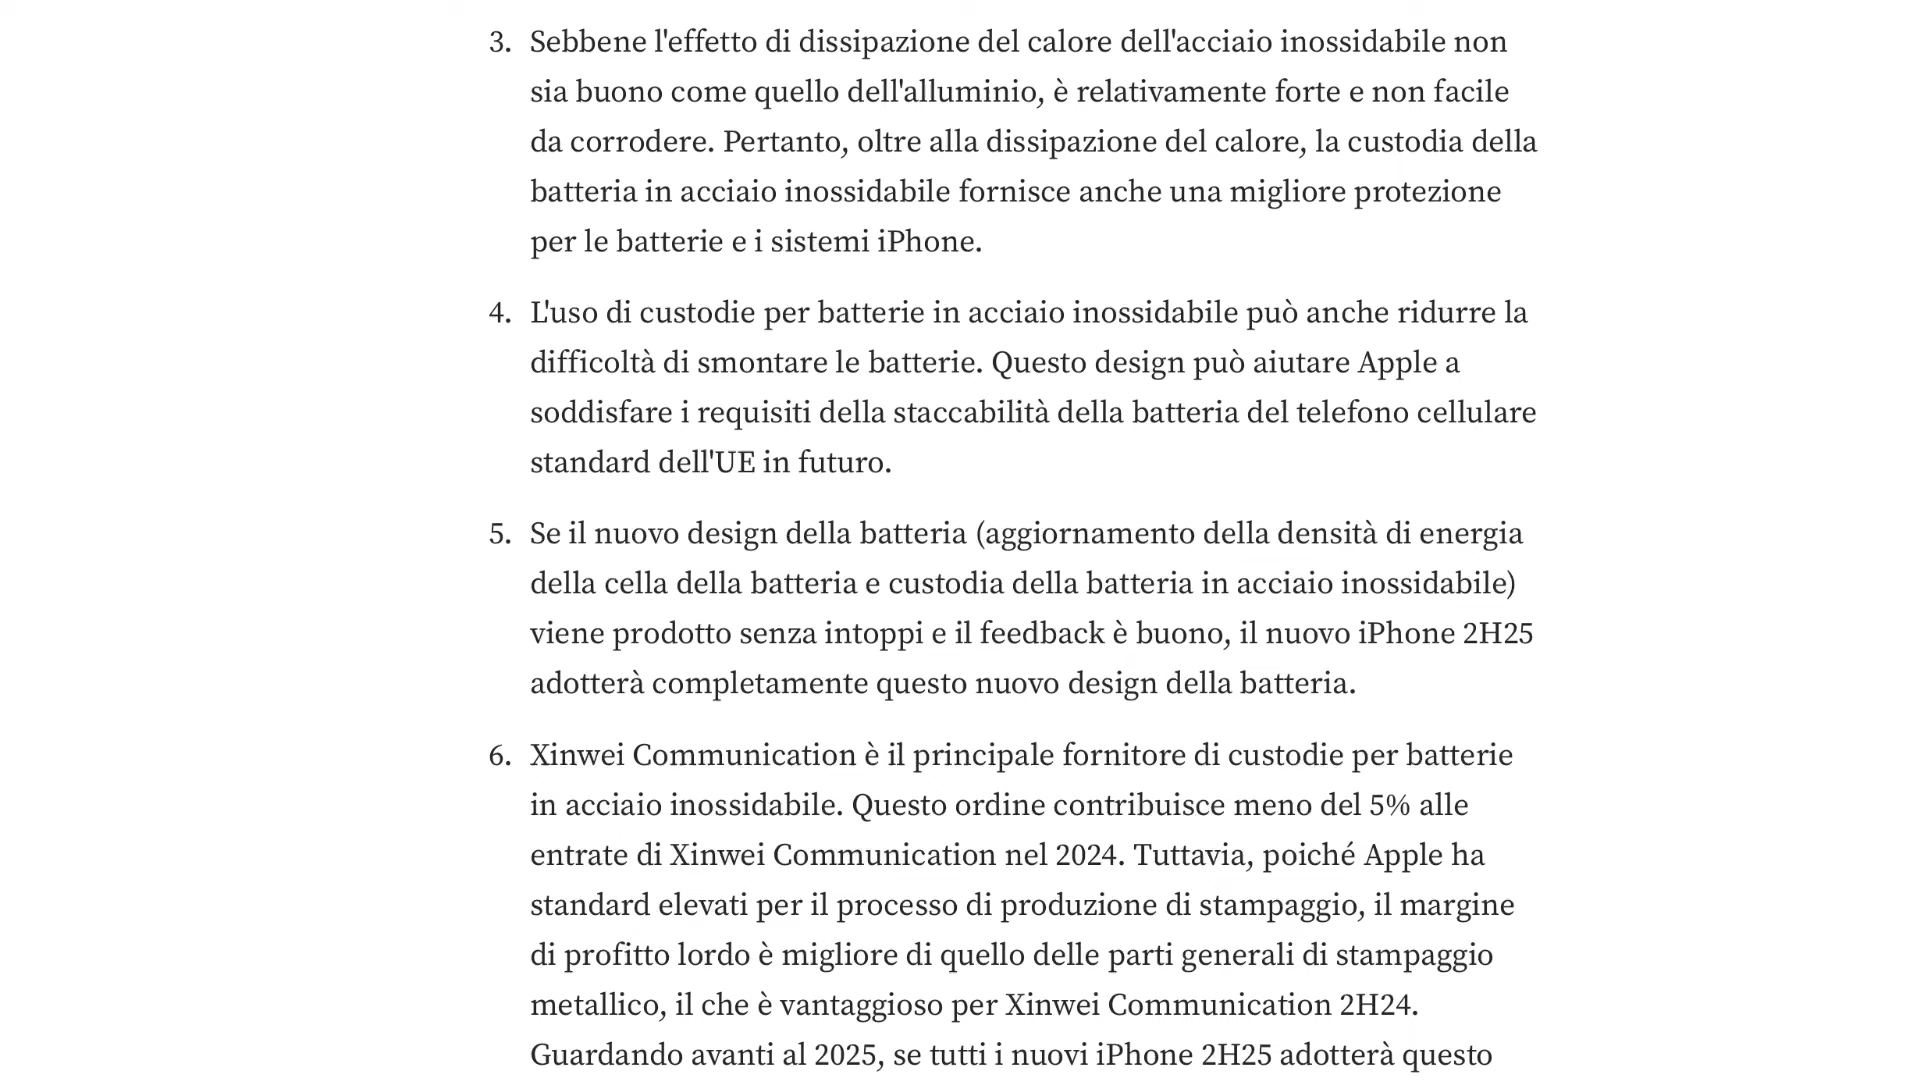 3. Sebbene l'effetto di dissipazione del calore dell'acciaio inossidabile non
sia buono come quello dell'alluminio, è relativamente forte e non facile
da corrodere. Pertanto, oltre alla dissipazione del calore, la custodia della
batteria in acciaio inossidabile fornisce anche una migliore protezione
per le batterie e i sistemi iPhone.
4. L'uso di custodie per batterie in acciaio inossidabile può anche ridurre la
difficoltà di smontare le batterie. Questo design può aiutare Apple a
soddisfare i requisiti della staccabilità della batteria del telefono cellulare
standard dell'UE in futuro.
5. Se il nuovo design della batteria (aggiornamento della densità di energia
della cella della batteria e custodia della batteria in acciaio inossidabile)
viene prodotto senza intoppi e il feedback è buono, il nuovo iPhone 2H25
adotterà completamente questo nuovo design della batteria.
6. Xinwei Communication è il principale fornitore di custodie per batterie
in acciaio inossidabile. Questo ordine contribuisce meno del 5% alle
entrate di Xinwei Communication nel 2024. Tuttavia, poiché Apple ha
standard elevati per il processo di produzione di stampaggio, il margine
di profitto lordo è migliore di quello delle parti generali di stampaggio
metallico, il che è vantaggioso per Xinwei Communication 2H24.
Guardando avanti al 2025, se tutti i nuovi iPhone 2H25 adotterà questo